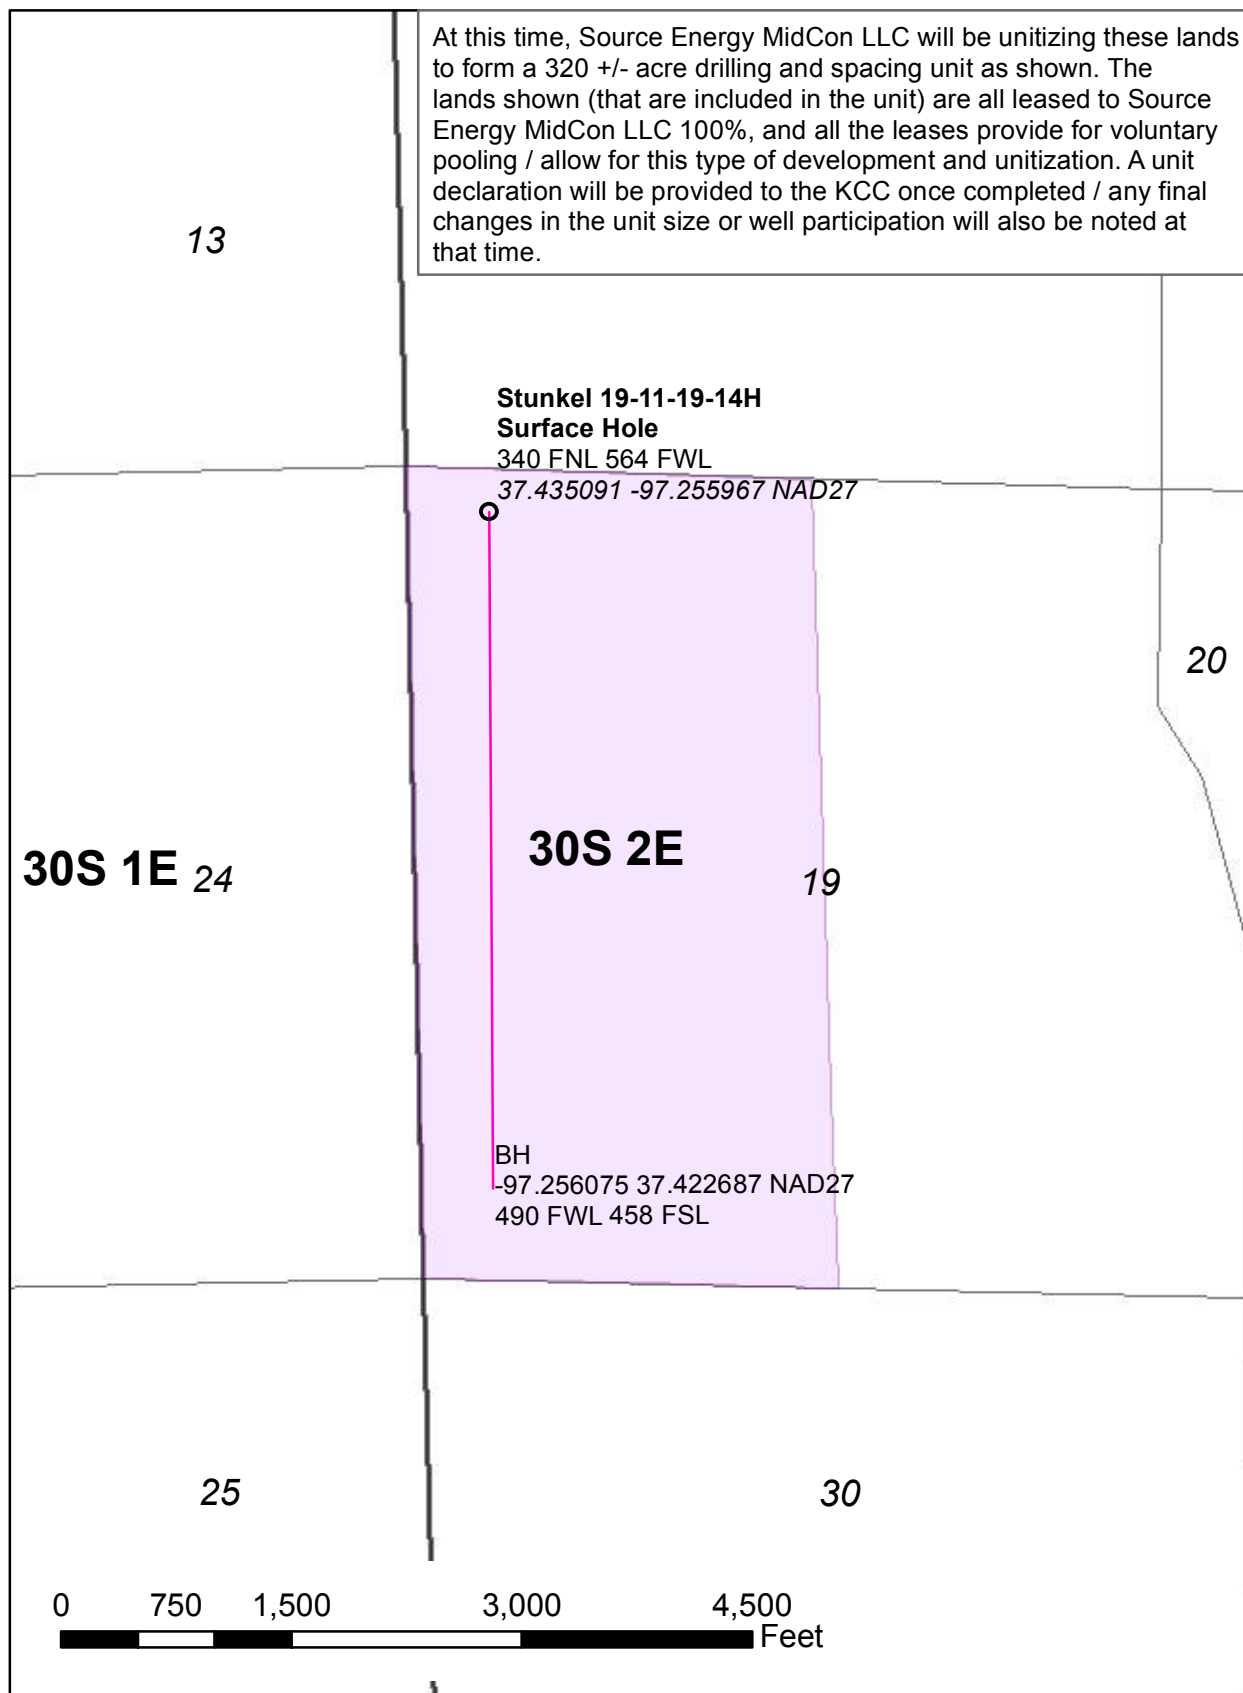 At this time, Source Energy MidCon LLC will be unitizing these lands
to form a 320 +/- acre drilling and spacing unit as shown. The
lands shown (that are included in the unit) are all leased to Source
Energy MidCon LLC 100%, and all the leases provide for voluntary
pooling / allow for this type of development and unitization. A unit
declaration will be provided to the KCC once completed / any final
changes in the unit size or well participation will also be noted at
that time.
13
Stunkel 19-11-19-14H
Surface Hole
340 FNL 564 FWL
37.435091 -97.255967 NAD27
20
30S 2E
30S 1E 24
19
BH
-97.256075 37.422687 NAD27
490 FWL 458 FSL
25
30
0 750 1,500 3,000 4,500
Feet